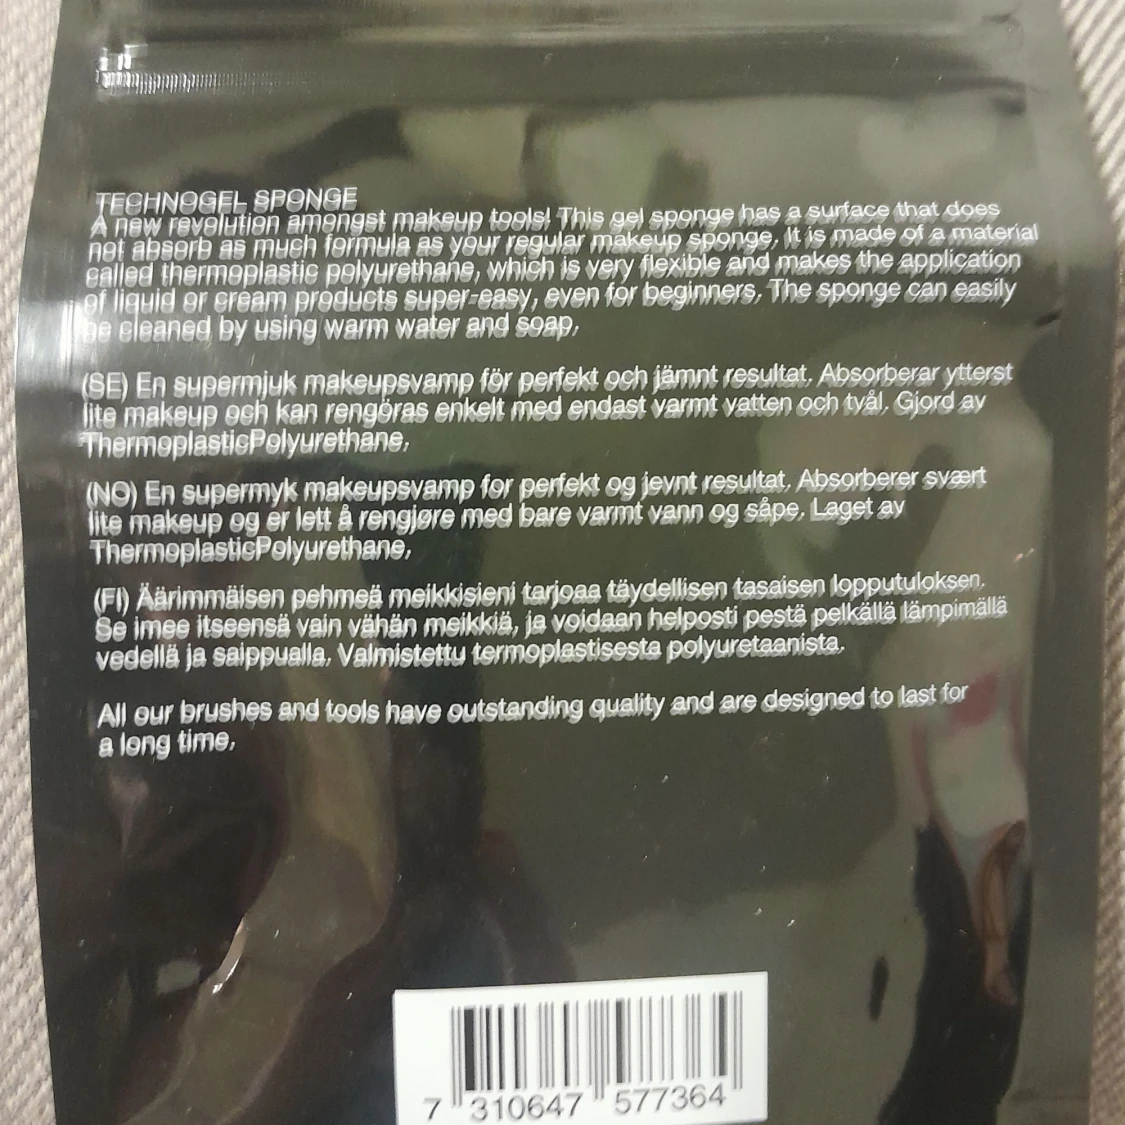 TECHNOGEL SPONGE
A new revolution amongst makeup tools! This gel sponge has a surface that does
not absorb as much formula as your regular makeup sponge. It is made of a material
called thermoplastic polyurethane, which is very flexible and makes the application
of liquid or cream products super-easy, even for beginners. The sponge can easily
be cleaned by using warm water and soap.
(SE) En supermjuk makeupsvamp för perfekt och jämnt resultat. Absorberar ytterst
lite makeup och kan rengöras enkelt med endast varmt vatten och tvål. Gjord av
ThermoplasticPolyurethane.
(NO) En supermyk makeupsvamp for perfekt og jevnt resultat. Absorberer svært
lite makeup og er lett å rengjøre med bare varmt vann og såpe. Laget av
ThermoplasticPolyurethane.
(FI) Äärimmäisen pehmeä meikkisieni tarjoaa täydellisen tasaisen lopputuloksen.
Se imee itseensä vain vähän meikkiä, ja voidaan helposti pestä pelkällä lämpimällä
vedellä ja saippualla. Valmistettu termoplastisesta polyuretaanista.
All our brushes and tools have outstanding quality and are designed to last for
a long time.
7 310647 577364